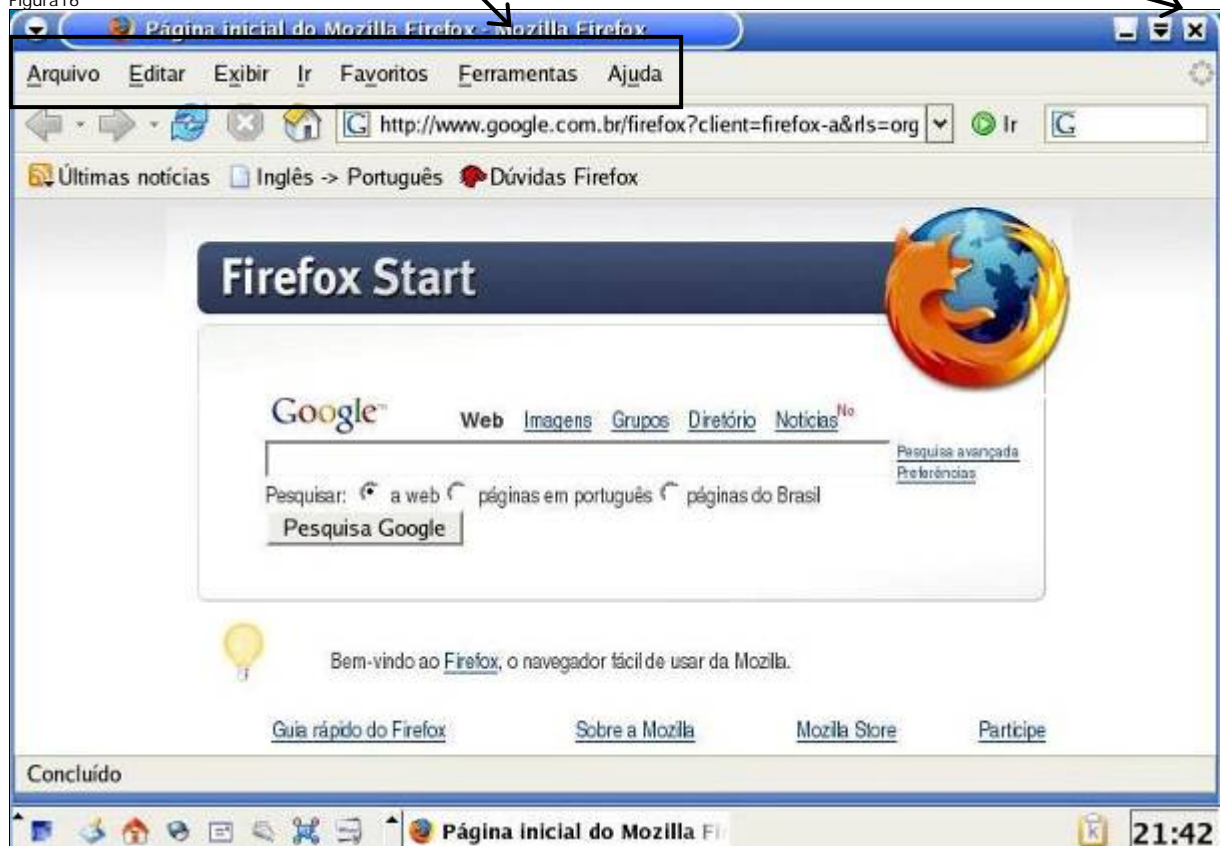 Figura18
Página inicial do Mozilla Firefox - Mozilla Firefox
Arquivo Editar Exibir Ir Favoritos Ferramentas Ajuda
http://www.google.com.br/firefox?client=firefox-a&rls=org Ir G
Últimas notícias Inglês -> Português Dúvidas Firefox
Firefox Start
Google™ Web Imagens Grupos Diretório Notícias No
Pesquisa avançada
Preferências
Pesquisar: a web páginas em português páginas do Brasil
Pesquisa Google
Bem-vindo ao Firefox, o navegador fácil de usar da Mozilla.
Guia rápido do Firefox Sobre a Mozilla Mozilla Store Participe
Concluído
Página inicial do Mozilla Fi 21:42